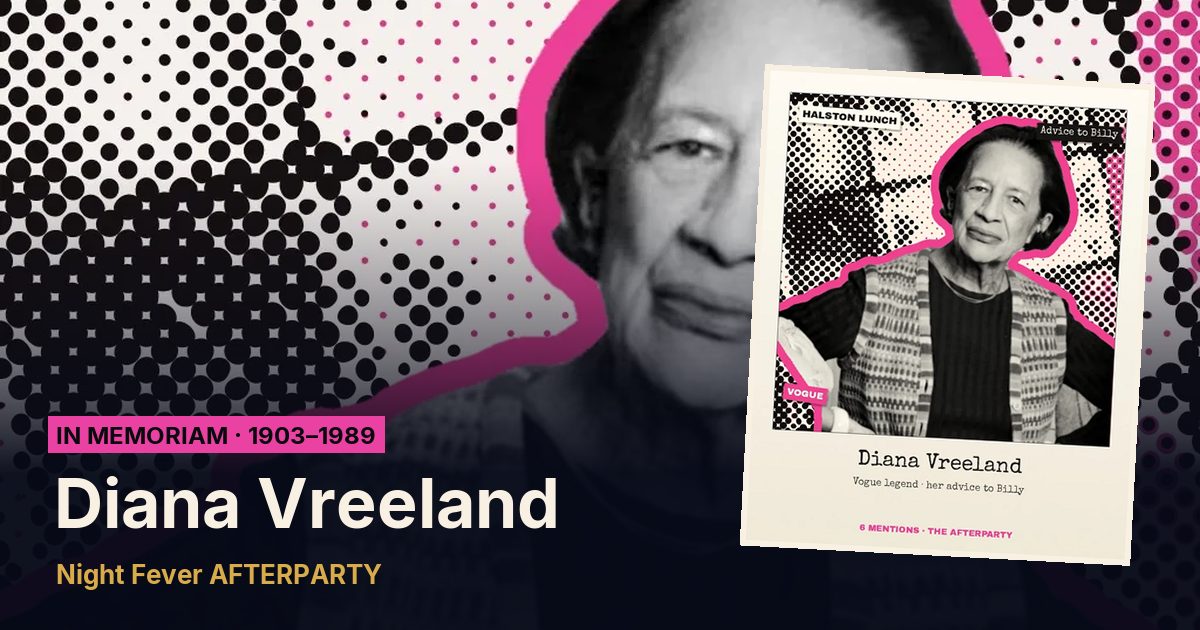 IN MEMORIAM · 1903–1989
Diana Vreeland
Night Fever AFTERPARTY
HALSTON LUNCH
Advice to Billy
VOGUE
Diana Vreeland
Vogue legend · her advice to Billy
6 MENTIONS · THE AFTERPARTY